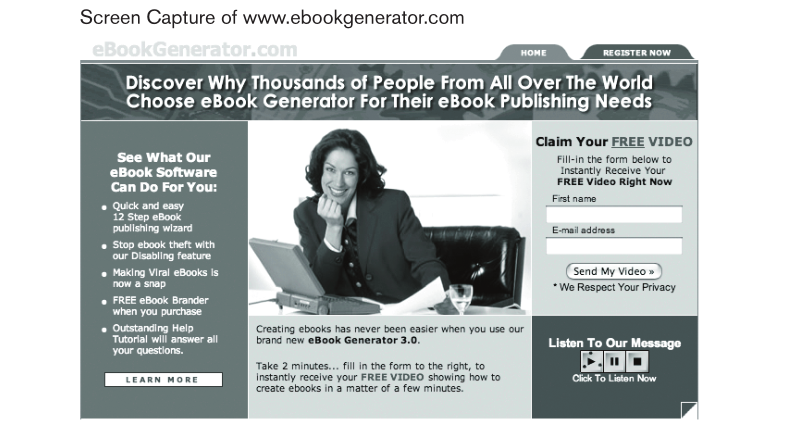 Screen Capture of www.ebookgenerator.com
eBookGenerator.com
HOME
REGISTER NOW
Discover Why Thousands of People From All Over The World
Choose eBook Generator For Their eBook Publishing Needs
See What Our
eBook Software
Can Do For You:
Quick and easy
12 Step eBook
publishing wizard
Stop ebook theft with
our Disabling feature
Making Viral eBooks is
now a snap
FREE eBook Brander
when you purchase
Outstanding Help
Tutorial will answer all
your questions.
LEARN MORE
Creating ebooks has never been easier when you use our
brand new eBook Generator 3.0.
Take 2 minutes... fill in the form to the right, to
instantly receive your FREE VIDEO showing how to
create ebooks in a matter of a few minutes.
Claim Your FREE VIDEO
Fill-in the form below to
Instantly Receive Your
FREE Video Right Now
First name
E-mail address
Send My Video »
* We Respect Your Privacy
Listen To Our Message
Click To Listen Now